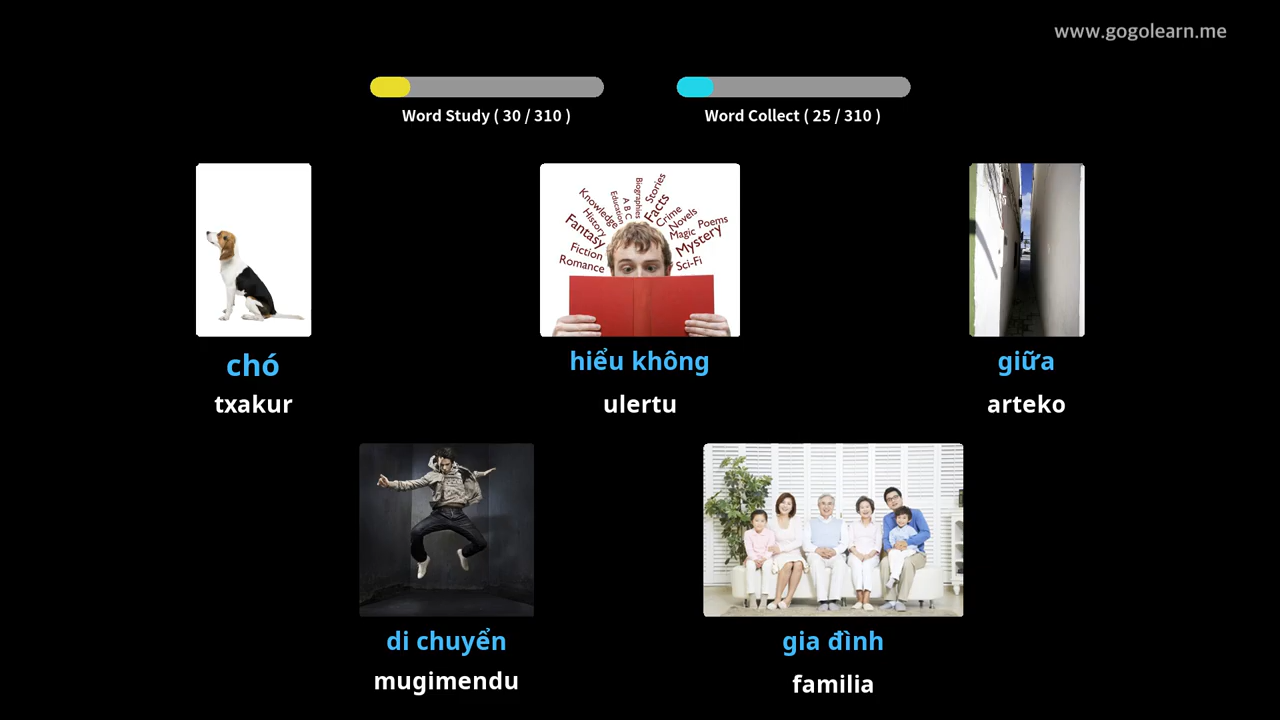 www.gogolearn.me
Word Study ( 30 / 310 )
Word Collect ( 25 / 310 )
Knowledge
History
Fantasy
Fiction
Romance
Education
A B C
Biographies
Stories
Facts
Crime
Novels
Magic
Poems
Mystery
Sci-Fi
chó
txakur
hiểu không
ulertu
giữa
arteko
di chuyển
mugimendu
gia đình
familia